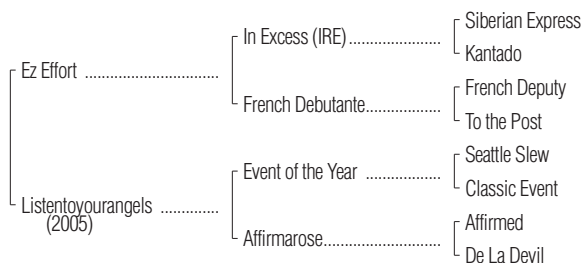 Siberian Express
In Excess (IRE)
Kantado
Ez Effort
French Deputy
French Debutante
To the Post
Seattle Slew
Event of the Year
Classic Event
Listentoyourangels
(2005)
Affirmed
Affirmarose
De La Devil